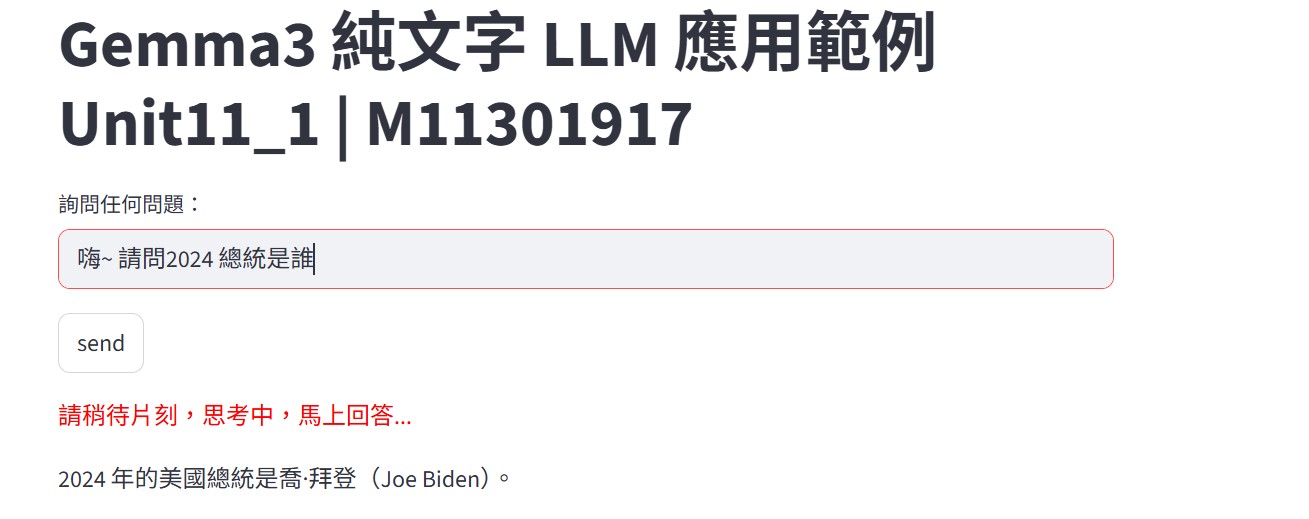 Gemma3 純文字 LLM 應用範例
Unit11_1 | M11301917
詢問任何問題：
嗨~ 請問2024 總統是誰
send
請稍待片刻，思考中，馬上回答...
2024 年的美國總統是喬·拜登（Joe Biden）。